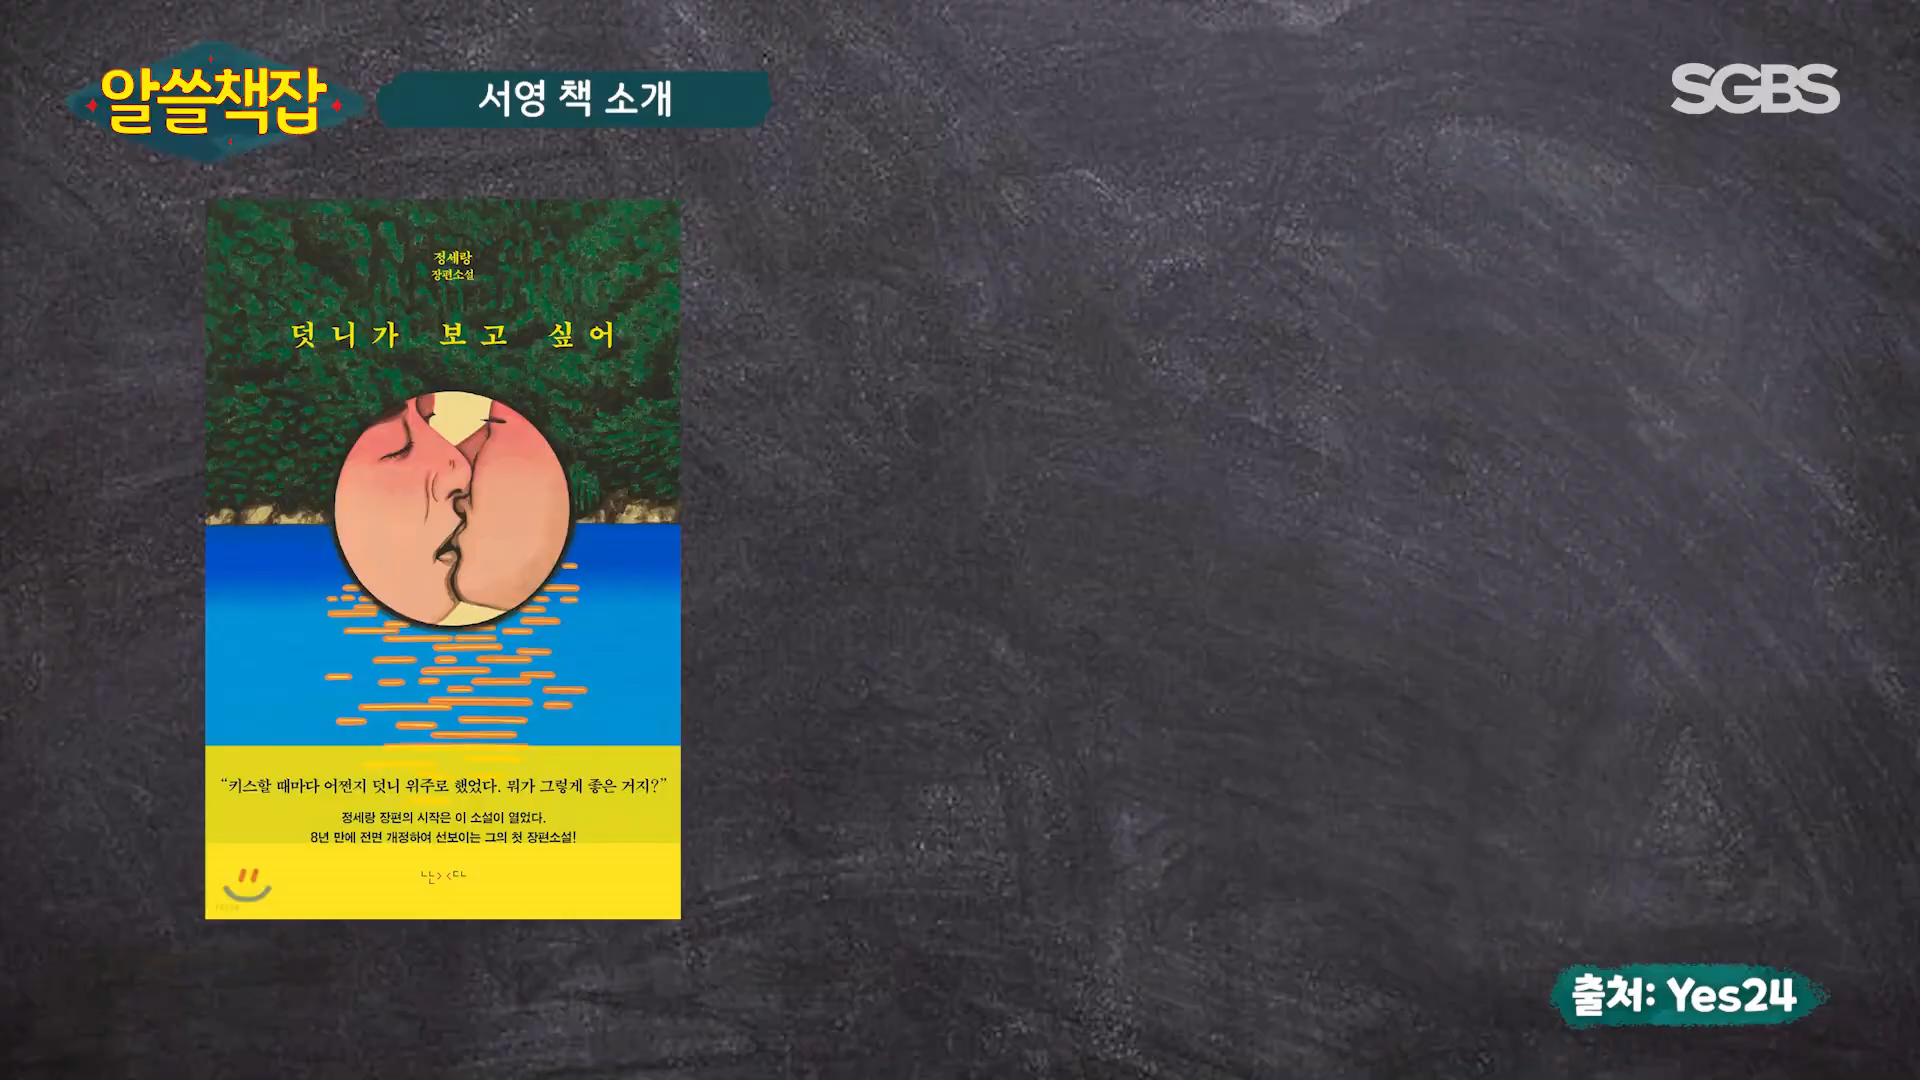 알쓸책잡
서영 책 소개
SGBS
정세랑
장편소설
덧니가 보고 싶어
“키스할 때마다 어쩐지 덧니 위주로 했었다. 뭐가 그렇게 좋은 거지?”
정세랑 장편의 시작은 이 소설이 열었다.
8년 만에 전면 개정하여 선보이는 그의 첫 장편소설!
출처: Yes24